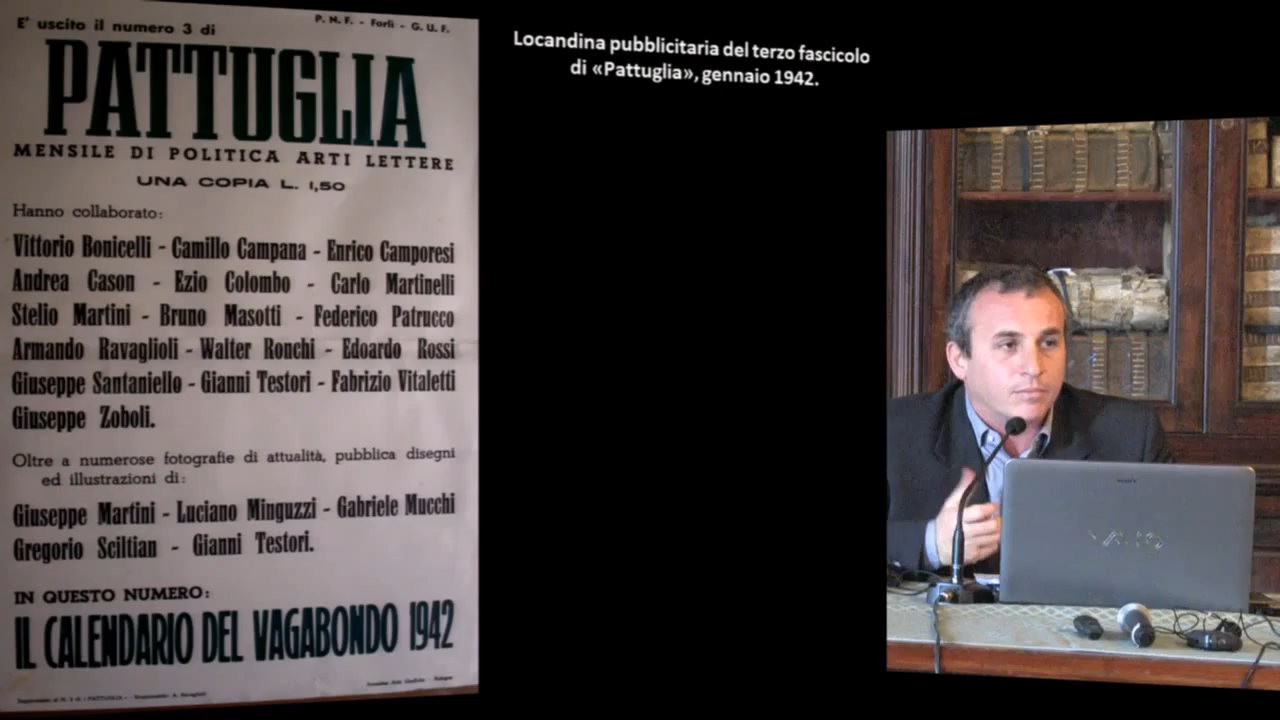 E' uscito il numero 3 di
P. N. F. - Forlì - G. U. F.
PATTUGLIA
MENSILE DI POLITICA ARTI LETTERE
UNA COPIA L. 1,50
Hanno collaborato:
Vittorio Bonicelli - Camillo Campana - Enrico Camporesi
Andrea Cason - Ezio Colombo - Carlo Martinelli
Stelio Martini - Bruno Masotti - Federico Patrucco
Armando Ravaglioli - Walter Ronchi - Edoardo Rossi
Giuseppe Santaniello - Gianni Testori - Fabrizio Vitaletti
Giuseppe Zoboli.
Oltre a numerose fotografie di attualità, pubblica disegni
ed illustrazioni di:
Giuseppe Martini - Luciano Minguzzi - Gabriele Mucchi
Gregorio Sciltian - Gianni Testori.
IN QUESTO NUMERO:
IL CALENDARIO DEL VAGABONDO 1942
Locandina pubblicitaria del terzo fascicolo
di «Pattuglia», gennaio 1942.
VAIO